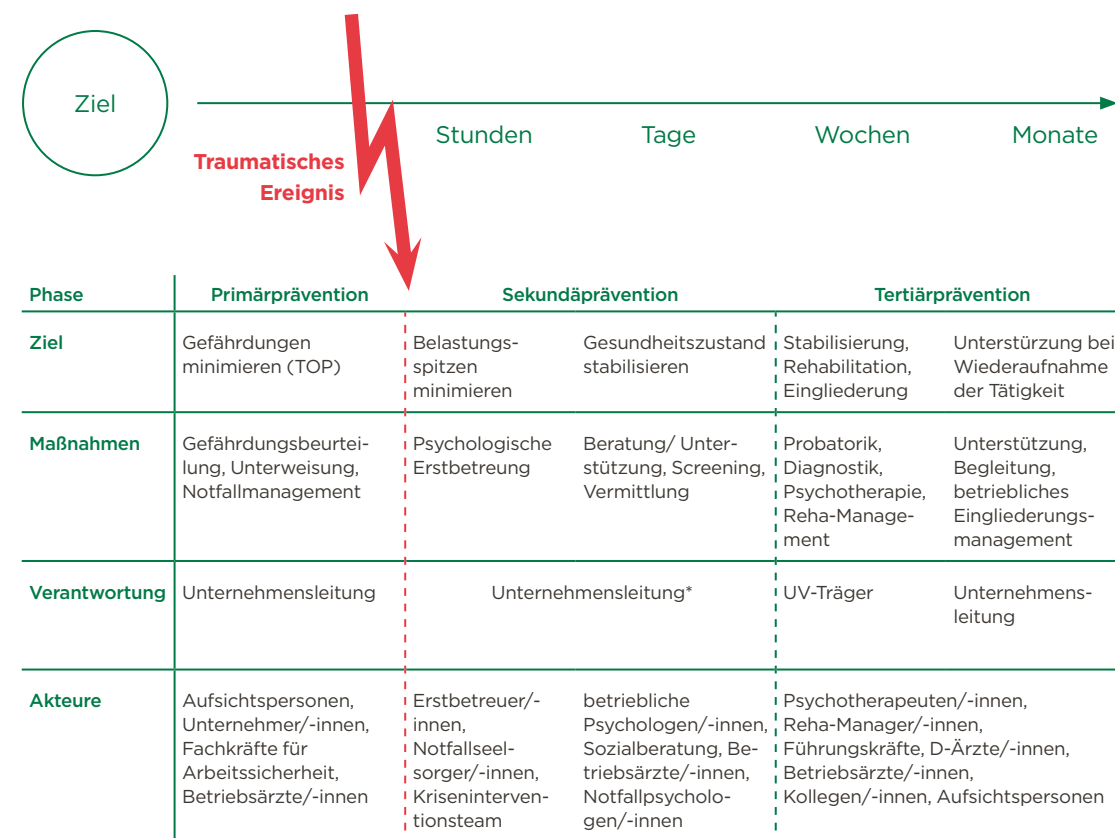 Ziel
Stunden
Tage
Wochen
Monate
Traumatisches
Ereignis
Phase
Primärprävention
Sekundäprävention
Tertiärprävention
Ziel
Gefährdungen
minimieren (TOP)
Belastungs-
spitzen
minimieren
Gesundheitszustand
stabilisieren
Stabilisierung,
Rehabilitation,
Eingliederung
Unterstürzung bei
Wiederaufnahme
der Tätigkeit
Maßnahmen
Gefährdungsbeurtei-
lung, Unterweisung,
Notfallmanagement
Psychologische
Erstbetreung
Beratung/ Unter-
stützung, Screening,
Vermittlung
Probatorik,
Diagnostik,
Psychotherapie,
Reha-Manage-
ment
Unterstützung,
Begleitung,
betriebliches
Eingliederungs-
management
Verantwortung
Unternehmensleitung
Unternehmensleitung*
UV-Träger
Unternehmens-
leitung
Akteure
Aufsichtspersonen,
Unternehmer/-innen,
Fachkräfte für
Arbeitssicherheit,
Betriebsärzte/-innen
Erstbetreuer/-
innen,
Notfallseel-
sorger/-innen,
Kriseninterven-
tionsteam
betriebliche
Psychologen/-innen,
Sozialberatung, Be-
triebsärzte/-innen,
Notfallpsycholo-
gen/-innen
Psychotherapeuten/-innen,
Reha-Manager/-innen,
Führungskräfte, D-Ärzte/-innen,
Betriebsärzte/-innen,
Kollegen/-innen, Aufsichtspersonen